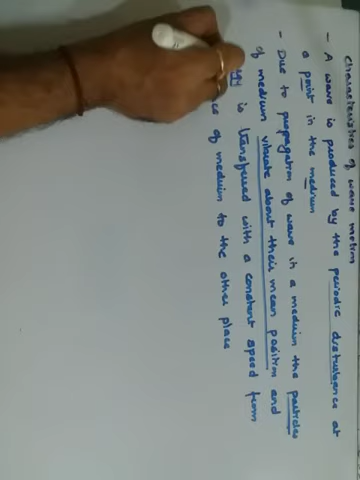 Characteristics of wave motion
- A wave is produced by the periodic disturbance at
a point in the medium
- Due to propagation of wave in a medium the particles
of medium vibrate about their mean position and
is transferred with a constant speed from
of meduim to the other place